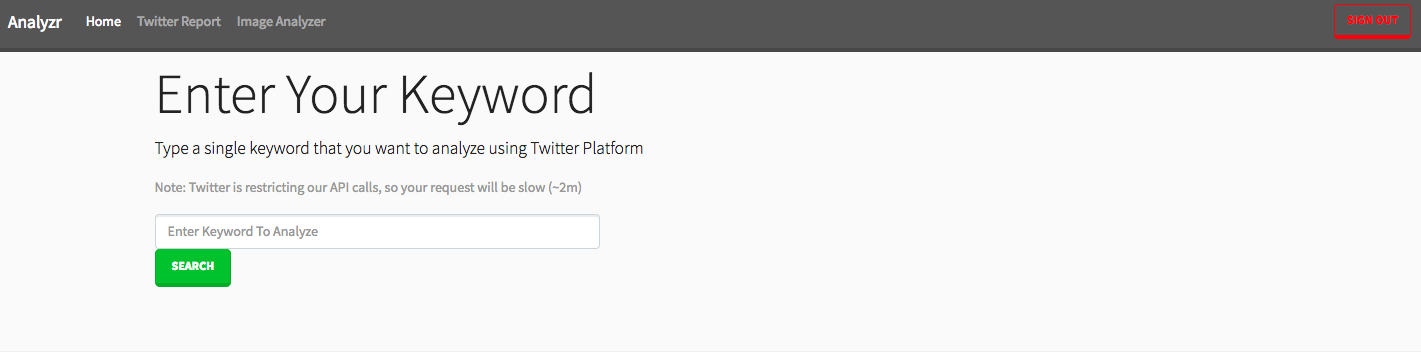 Analyzr Home Twitter Report Image Analyzer SIGN OUT
Enter Your Keyword
Type a single keyword that you want to analyze using Twitter Platform
Note: Twitter is restricting our API calls, so your request will be slow (~2m)
Enter Keyword To Analyze
SEARCH